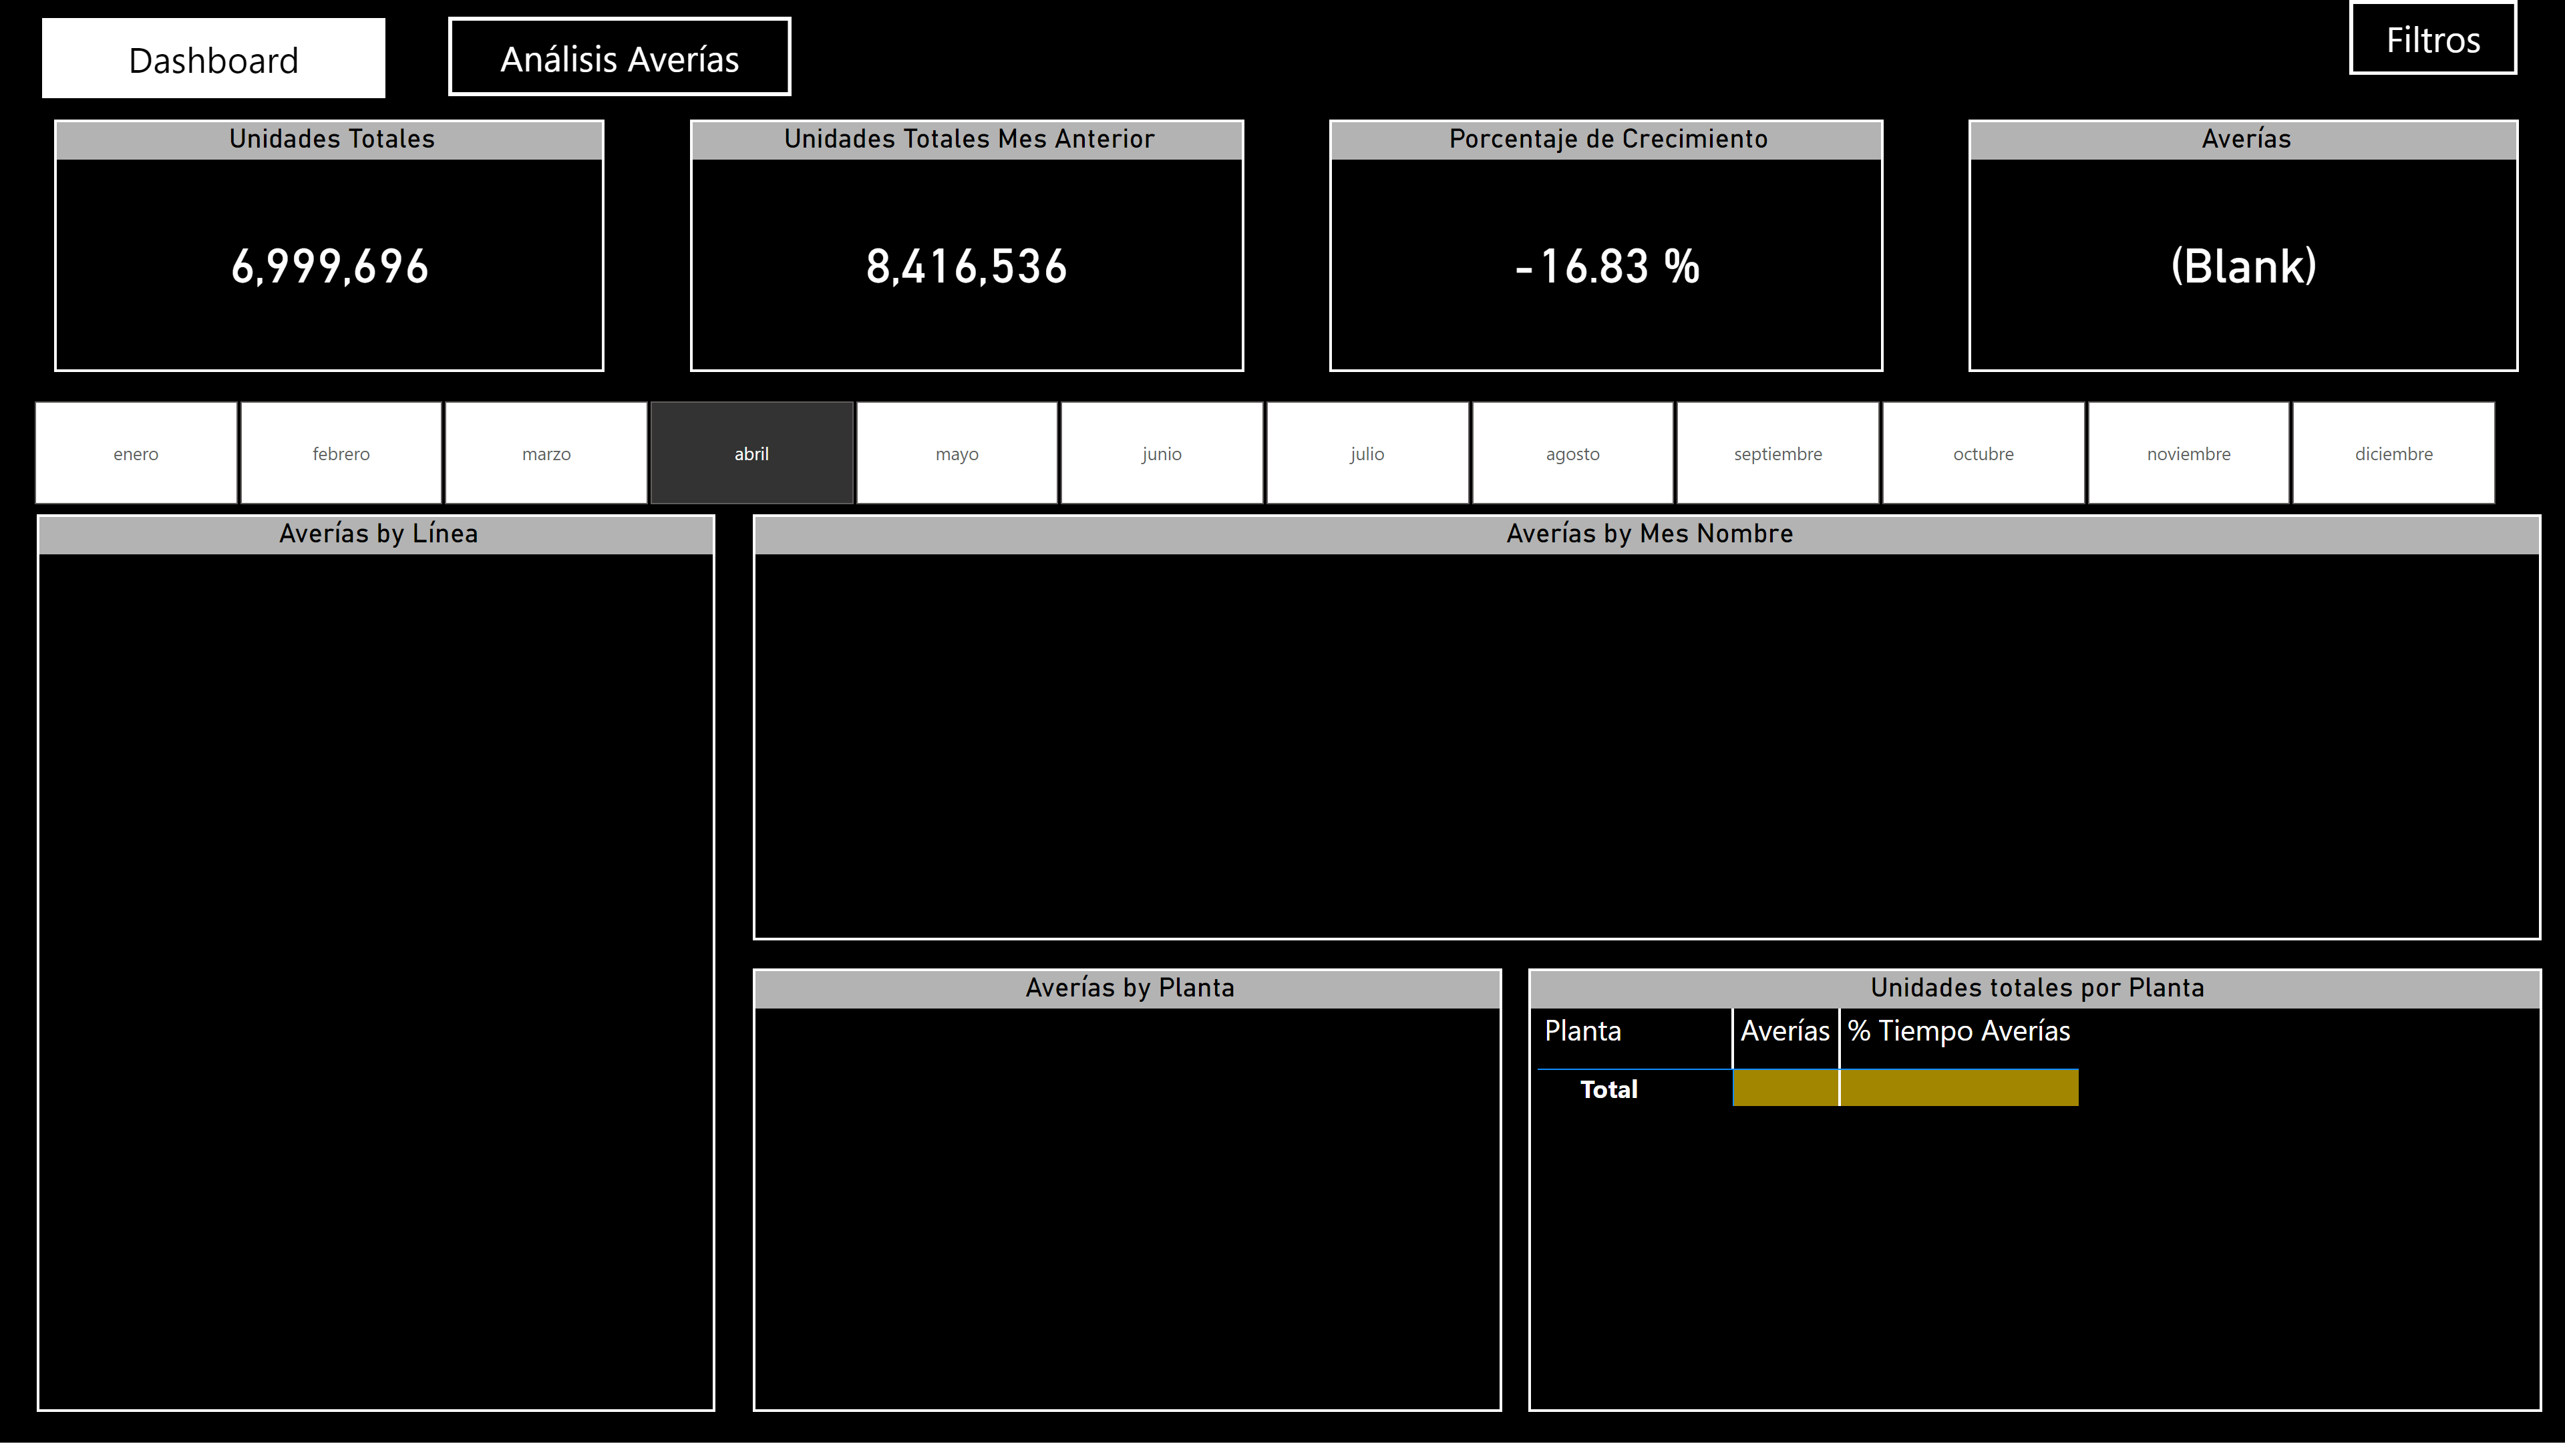 Dashboard
Análisis Averías
Filtros
Unidades Totales
6,999,696
Unidades Totales Mes Anterior
8,416,536
Porcentaje de Crecimiento
-16.83 %
Averías
(Blank)
enero
febrero
marzo
abril
mayo
junio
julio
agosto
septiembre
octubre
noviembre
diciembre
Averías by Línea
Averías by Mes Nombre
Averías by Planta
Unidades totales por Planta
Planta Averías % Tiempo Averías
Total